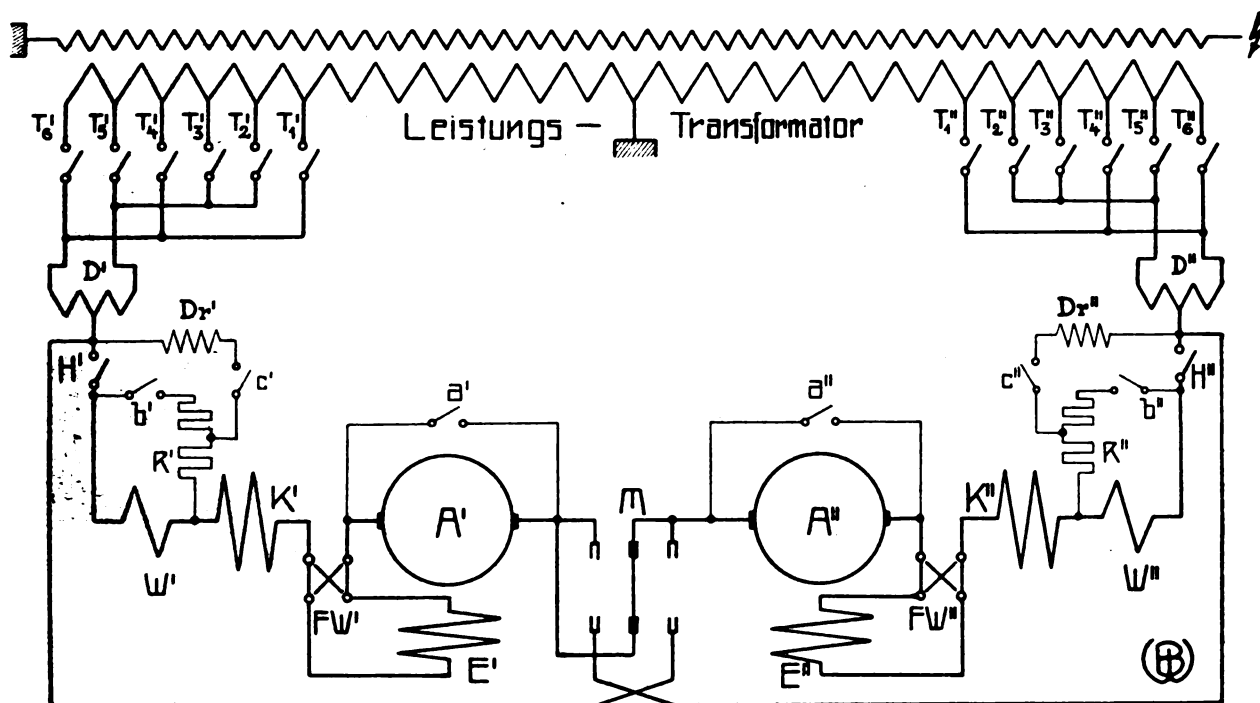 T₆' T₅' T₄' T₃' T₂' T₁' Leistungs – Transformator T₁" T₂" T₃" T₄" T₅" T₆"
D' D"
Dr' Dr"
H' c' c" H"
b' a' a" b"
R' R"
K' A' M A" K"
W' W"
FW' FW"
E' E"